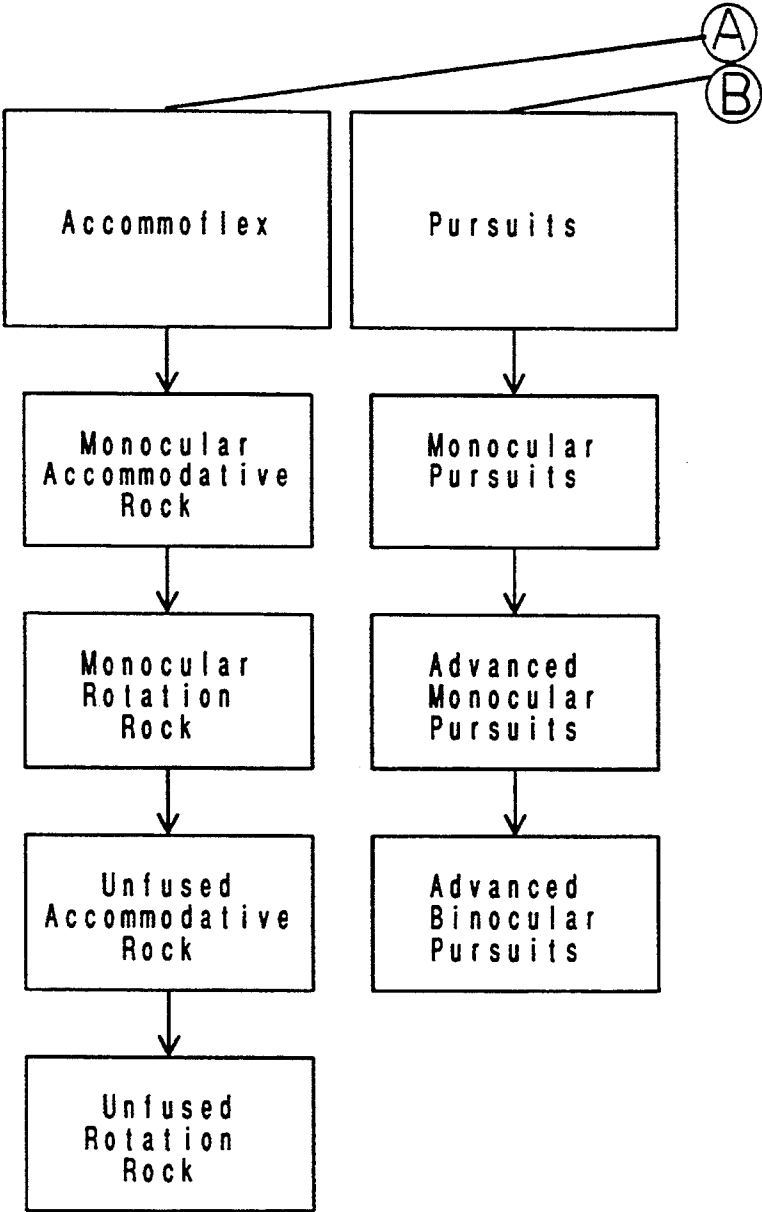 A
B
Accommoflex
Pursuits
Monocular
Accommodative
Rock
Monocular
Pursuits
Monocular
Rotation
Rock
Advanced
Monocular
Pursuits
Unfused
Accommodative
Rock
Advanced
Binocular
Pursuits
Unfused
Rotation
Rock